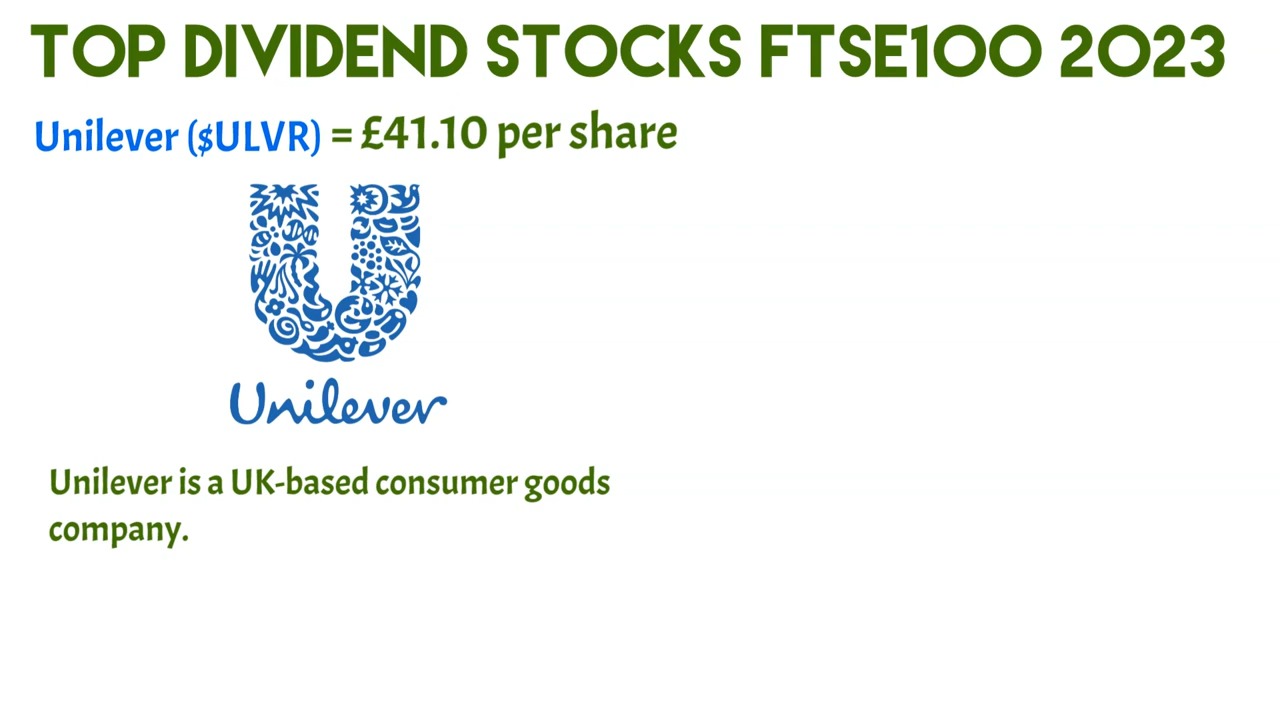 TOP DIVIDEND STOCKS FTSE100 2023
Unilever ($ULVR) = £41.10 per share
Unilever
Unilever is a UK-based consumer goods
company.